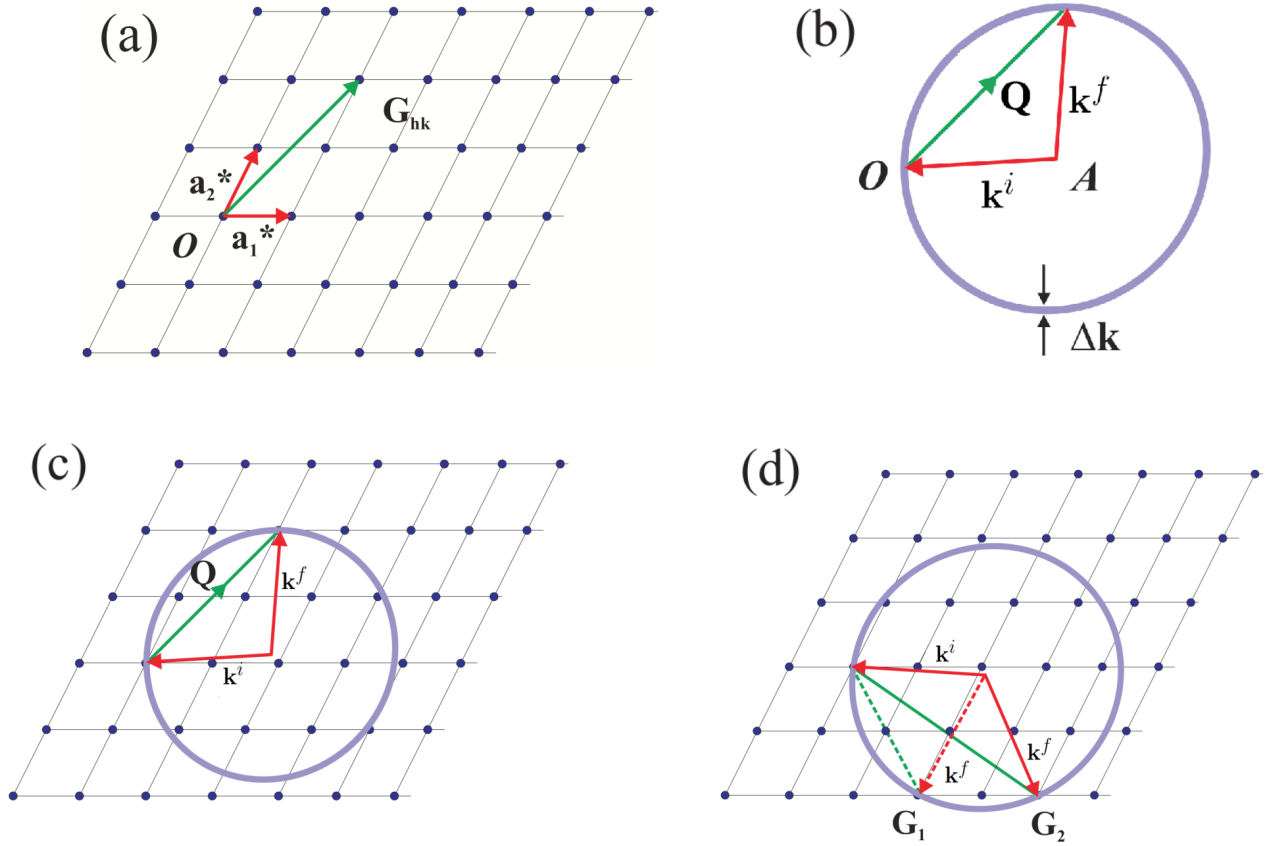 (a)
G_hk
a_2*
O
a_1*
(b)
Q
k^f
O
k^i
A
Δk
(c)
Q
k^f
k^i
(d)
k^i
k^f
k^f
G_1
G_2